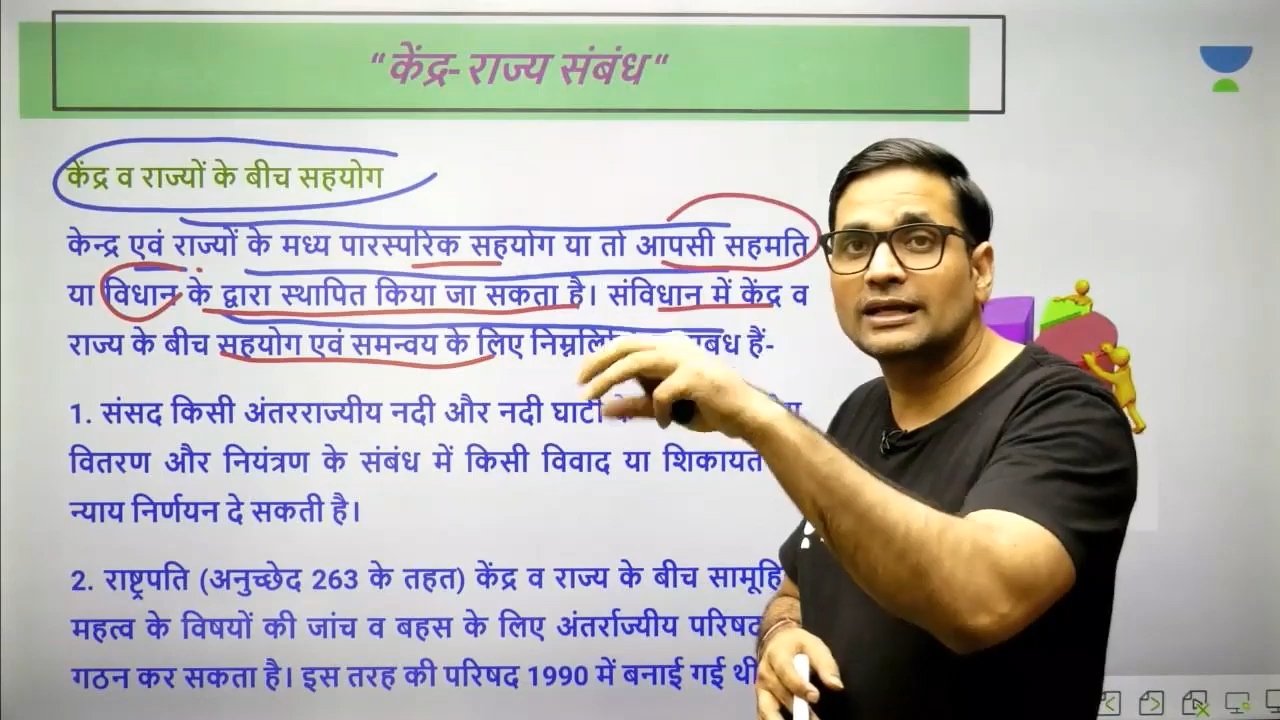 “केंद्र- राज्य संबंध“
केंद्र व राज्यों के बीच सहयोग
केन्द्र एवं राज्यों के मध्य पारस्परिक सहयोग या तो आपसी सहमति
या विधान के द्वारा स्थापित किया जा सकता है। संविधान में केंद्र व
राज्य के बीच सहयोग एवं समन्वय के लिए हैं-
1. संसद किसी अंतरराज्यीय नदी और नदी घाटी
वितरण और नियंत्रण के संबंध में किसी विवाद या शिकायत
न्याय निर्णयन दे सकती है।
2. राष्ट्रपति (अनुच्छेद 263 के तहत) केंद्र व राज्य के बीच
महत्व के विषयों की जांच व बहस के लिए अंतर्राज्यीय परिषद
गठन कर सकता है। इस तरह की परिषद 1990 में बनाई गई थी